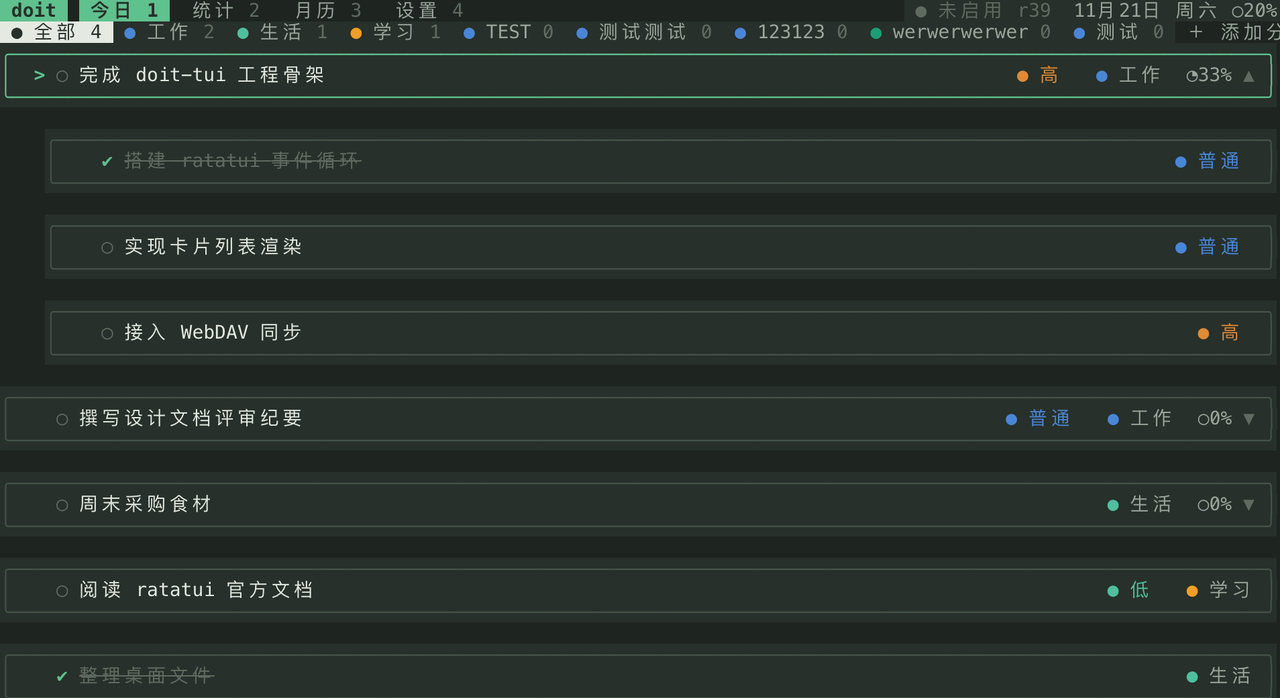 doit 今日 1 统计 2 月历 3 设置 4 ● 未启用 r39 11月21日 周六 ○20%
● 全部 4 ● 工作 2 ● 生活 1 ● 学习 1 ● TEST 0 ● 测试测试 0 ● 123123 0 ● werwerwerwer 0 ● 测试 0 + 添加分
> ○ 完成 doit-tui 工程骨架 ● 高 ● 工作 ◔33% ▲
✔ 搭建 ratatui 事件循环 ● 普通
○ 实现卡片列表渲染 ● 普通
○ 接入 WebDAV 同步 ● 高
○ 撰写设计文档评审纪要 ● 普通 ● 工作 ○0% ▼
○ 周末采购食材 ● 生活 ○0% ▼
○ 阅读 ratatui 官方文档 ● 低 ● 学习
✔ 整理桌面文件 ● 生活